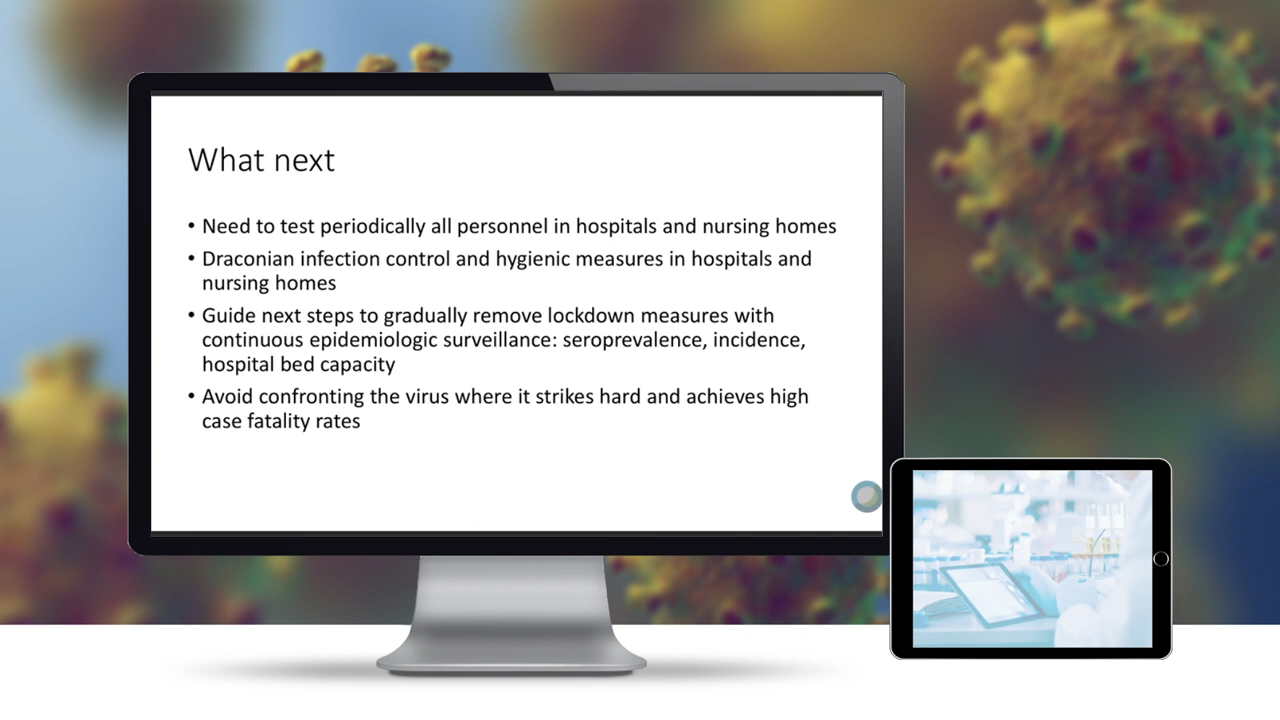 What next
• Need to test periodically all personnel in hospitals and nursing homes
• Draconian infection control and hygienic measures in hospitals and
nursing homes
• Guide next steps to gradually remove lockdown measures with
continuous epidemiologic surveillance: seroprevalence, incidence,
hospital bed capacity
• Avoid confronting the virus where it strikes hard and achieves high
case fatality rates